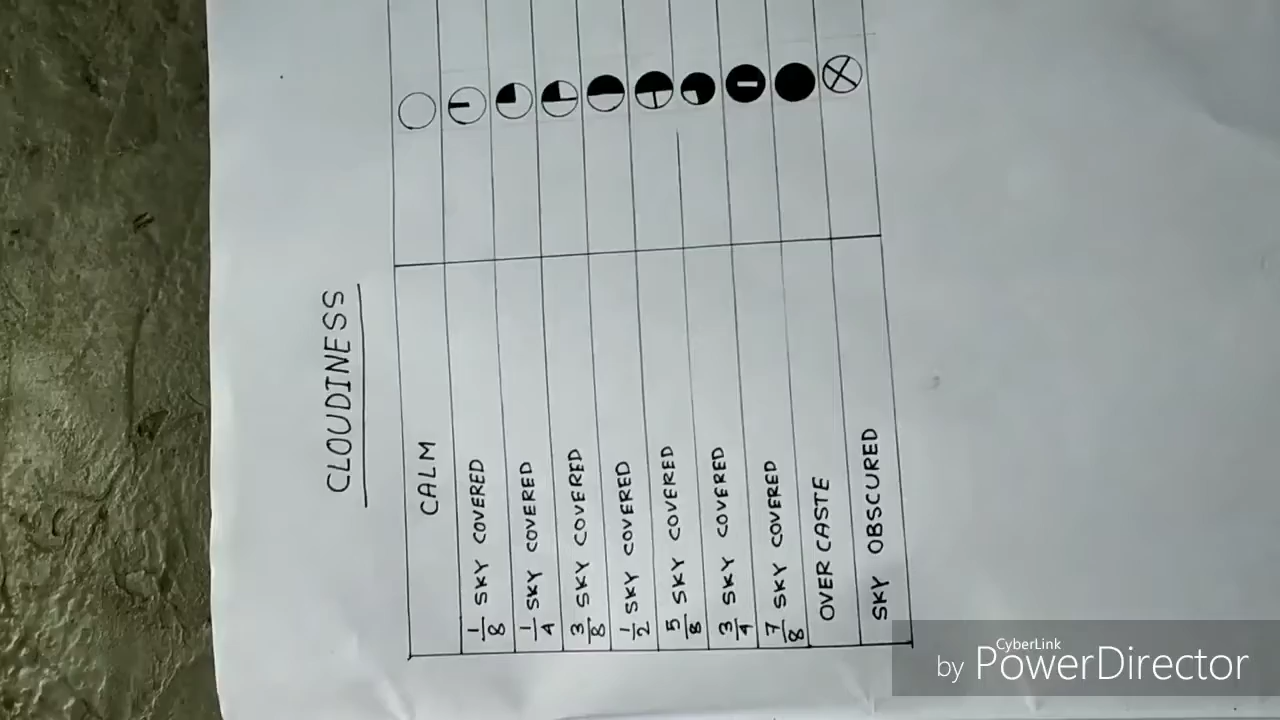 CLOUDINESS
CALM
1/8 SKY COVERED
1/4 SKY COVERED
3/8 SKY COVERED
1/2 SKY COVERED
5/8 SKY COVERED
3/4 SKY COVERED
7/8 SKY COVERED
OVER CASTE
SKY OBSCURED
by CyberLink PowerDirector